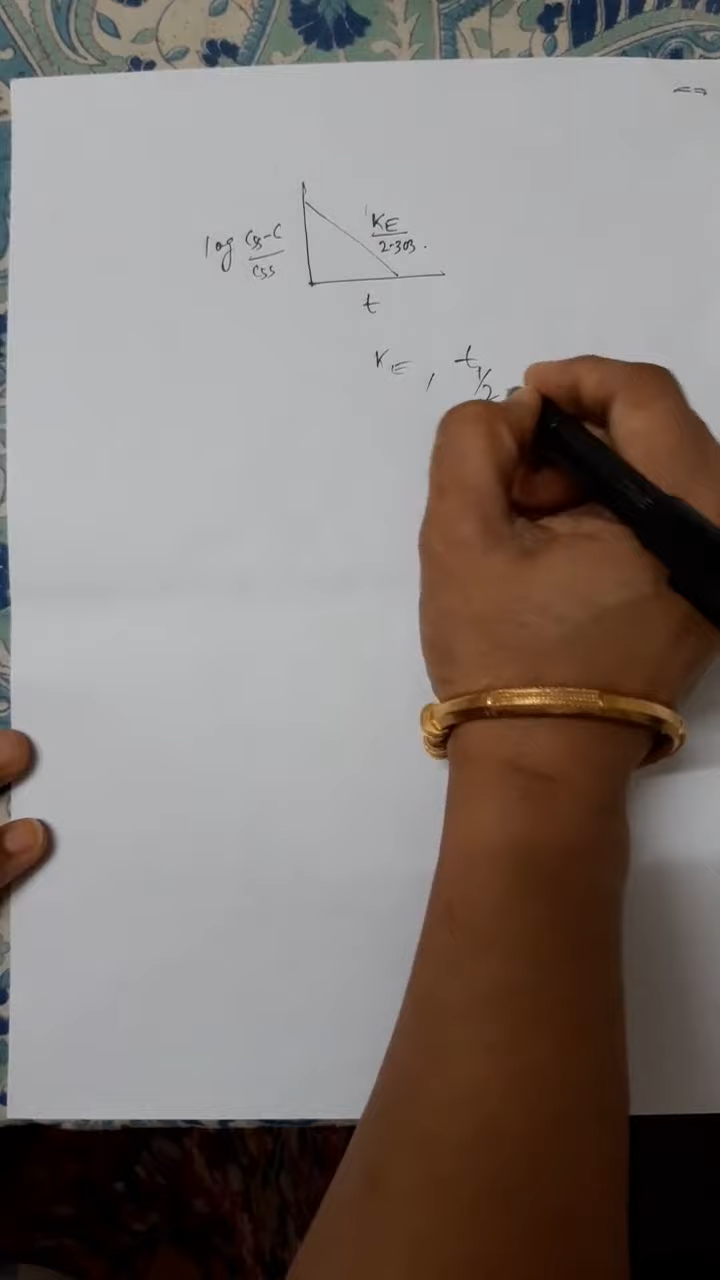 log Css-C / Css
KE / 2.303.
t
KE , t1/2